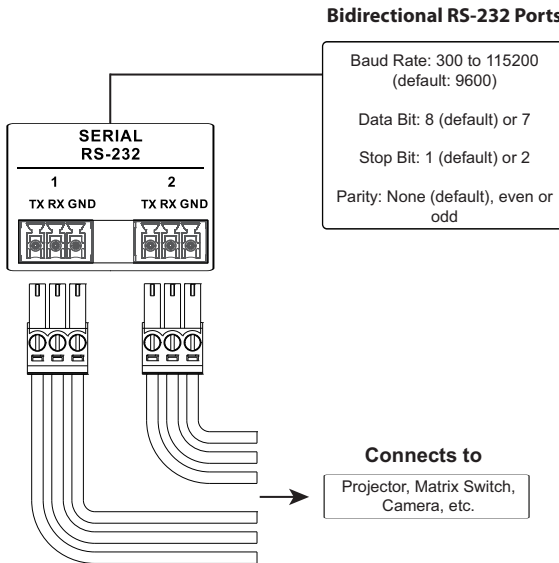 Bidirectional RS-232 Ports
Baud Rate: 300 to 115200
(default: 9600)
Data Bit: 8 (default) or 7
Stop Bit: 1 (default) or 2
Parity: None (default), even or
odd
SERIAL
RS-232
1 2
TX RX GND TX RX GND
Connects to
Projector, Matrix Switch,
Camera, etc.